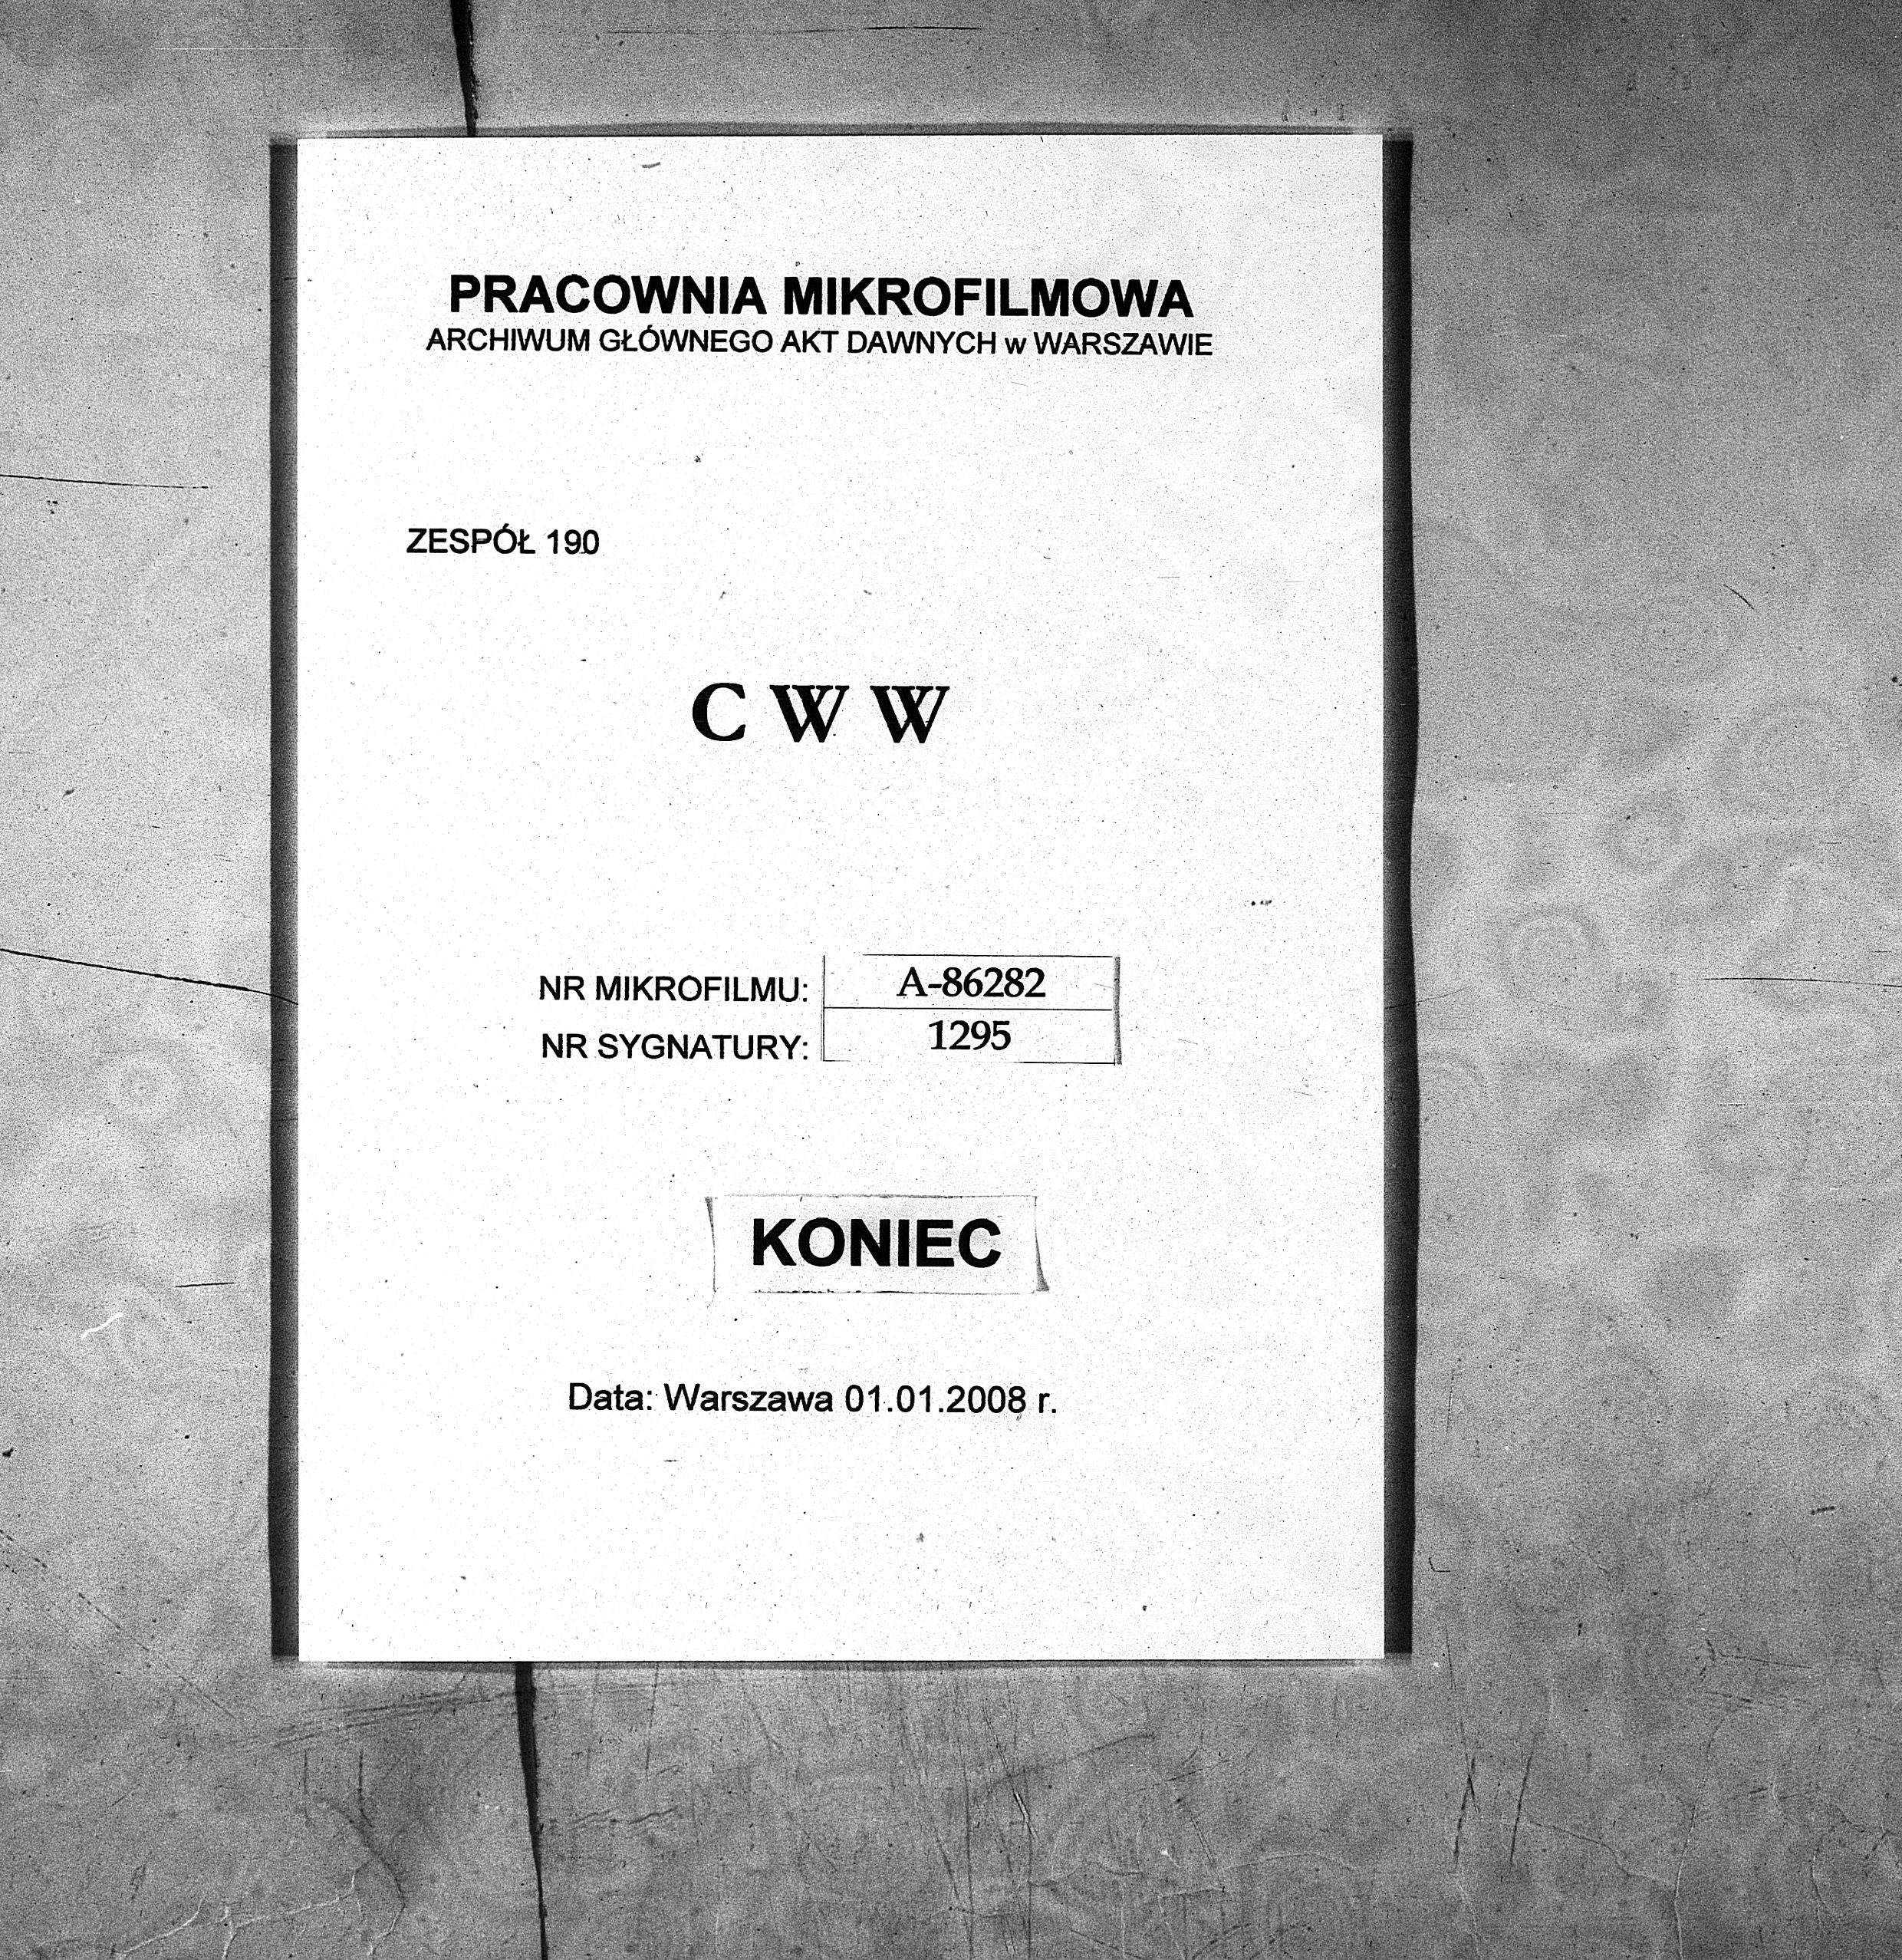 PRACOWNIA MIKROFILMOWA
ARCHIWUM GŁÓWNEGO AKT DAWNYCH w WARSZAWIE
ZESPÓŁ 190
C W W
NR MIKROFILMU: A-86282
NR SYGNATURY: 1295
KONIEC
Data: Warszawa 01.01.2008 r.